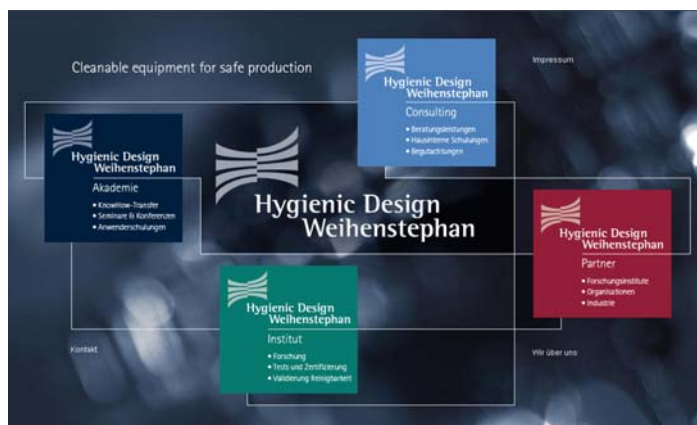 Cleanable equipment for safe production
Impressum
Hygienic Design
Weihenstephan
Consulting
• Beratungsleistungen
• Hausinterne Schulungen
• Begutachtungen
Hygienic Design
Weihenstephan
Akademie
• KnowHow-Transfer
• Seminare & Konferenzen
• Anwenderschulungen
Hygienic Design
Weihenstephan
Hygienic Design
Weihenstephan
Partner
• Forschungsinstitute
• Organisationen
• Industrie
Hygienic Design
Weihenstephan
Institut
• Forschung
• Tests und Zertifizierung
• Validierung Reinigbarkeit
Kontakt
Wir über uns